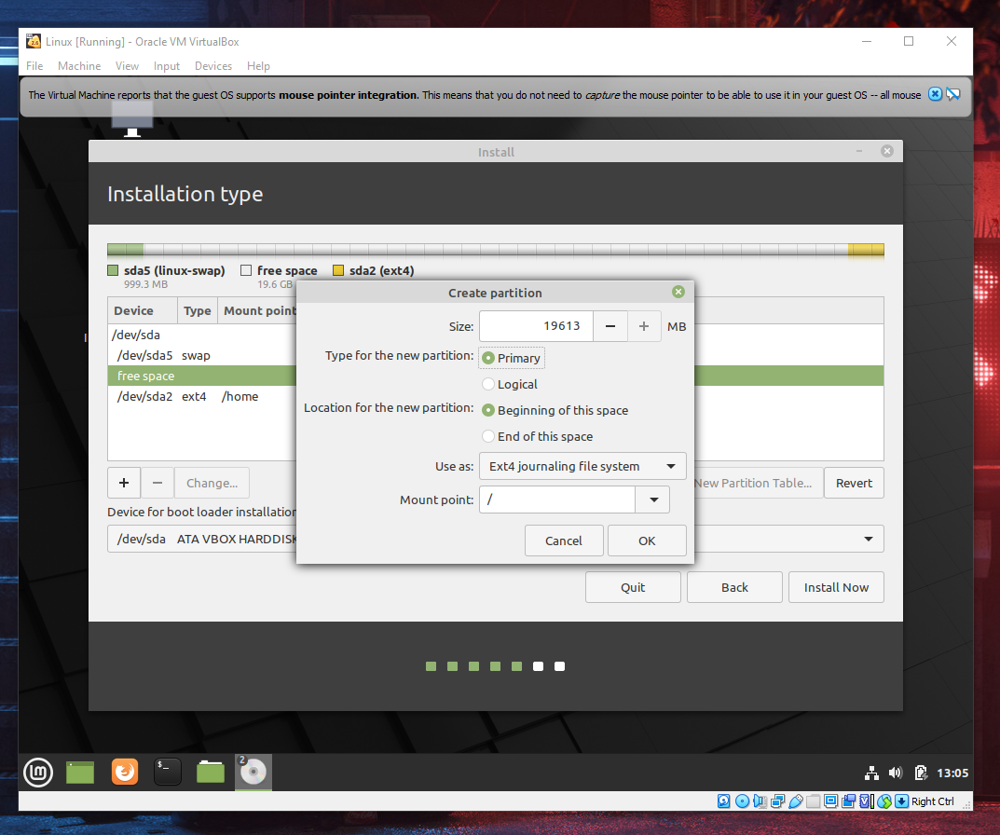 Linux [Running] - Oracle VM VirtualBox
File Machine View Input Devices Help
The Virtual Machine reports that the guest OS supports mouse pointer integration. This means that you do not need to capture the mouse pointer to be able to use it in your guest OS -- all mouse
Install
Installation type
sda5 (linux-swap) free space sda2 (ext4)
999.3 MB 19.6 GB
Create partition
Size: 19613 MB
Type for the new partition: Primary
Logical
Location for the new partition: Beginning of this space
End of this space
Use as: Ext4 journaling file system
Mount point: /
Cancel OK
Device Type Mount point
/dev/sda
/dev/sda5 swap
free space
/dev/sda2 ext4 /home
+ − Change... New Partition Table... Revert
Device for boot loader installation
/dev/sda ATA VBOX HARDDISK
Quit Back Install Now
2
13:05
Right Ctrl